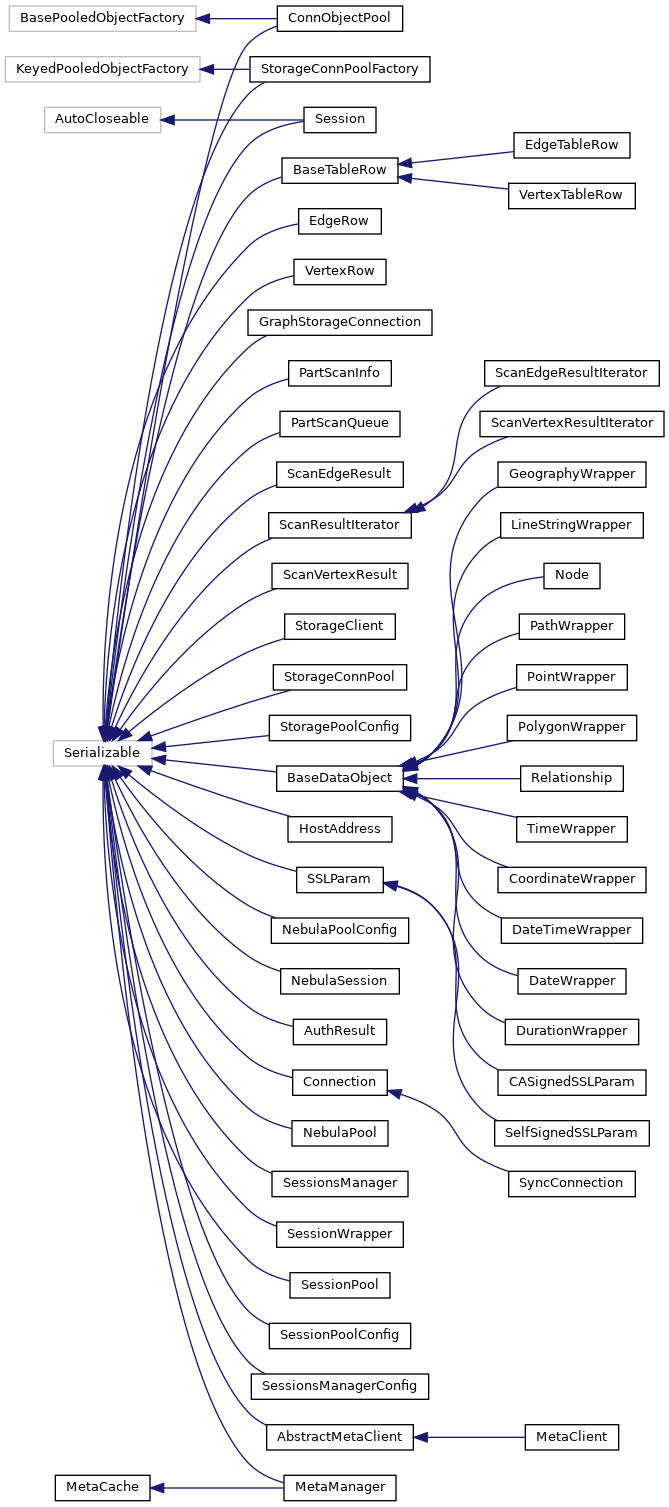 BasePooledObjectFactory
ConnObjectPool
KeyedPooledObjectFactory
StorageConnPoolFactory
AutoCloseable
Session
EdgeTableRow
BaseTableRow
VertexTableRow
EdgeRow
VertexRow
GraphStorageConnection
PartScanInfo
ScanEdgeResultIterator
PartScanQueue
ScanVertexResultIterator
ScanEdgeResult
GeographyWrapper
ScanResultIterator
LineStringWrapper
ScanVertexResult
Node
StorageClient
PathWrapper
StorageConnPool
PointWrapper
StoragePoolConfig
PolygonWrapper
Serializable
BaseDataObject
Relationship
HostAddress
TimeWrapper
SSLParam
CoordinateWrapper
NebulaPoolConfig
DateTimeWrapper
NebulaSession
DateWrapper
AuthResult
DurationWrapper
Connection
CASignedSSLParam
NebulaPool
SelfSignedSSLParam
SessionsManager
SyncConnection
SessionWrapper
SessionPool
SessionPoolConfig
SessionsManagerConfig
AbstractMetaClient
MetaClient
MetaCache
MetaManager